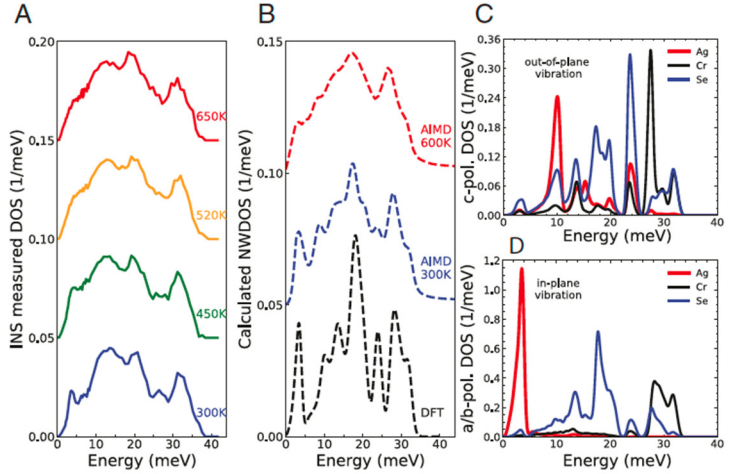 A
INS measured DOS (1/meV)
0.20
0.15
0.10
0.05
0.00
650K
520K
450K
300K
0 10 20 30 40
Energy (meV)
B
Calculated NWDOS (1/meV)
0.15
0.10
0.05
0.00
AIMD
600K
AIMD
300K
DFT
0 10 20 30 40
Energy (meV)
C
c-pol. DOS (1/meV)
0.36
0.30
0.24
0.18
0.12
0.06
0.00
out-of-plane
vibration
Ag
Cr
Se
0 10 20 30 40
Energy (meV)
D
a/b-pol. DOS (1/meV)
1.2
1.0
0.8
0.6
0.4
0.2
0.0
in-plane
vibration
Ag
Cr
Se
0 10 20 30 40
Energy (meV)